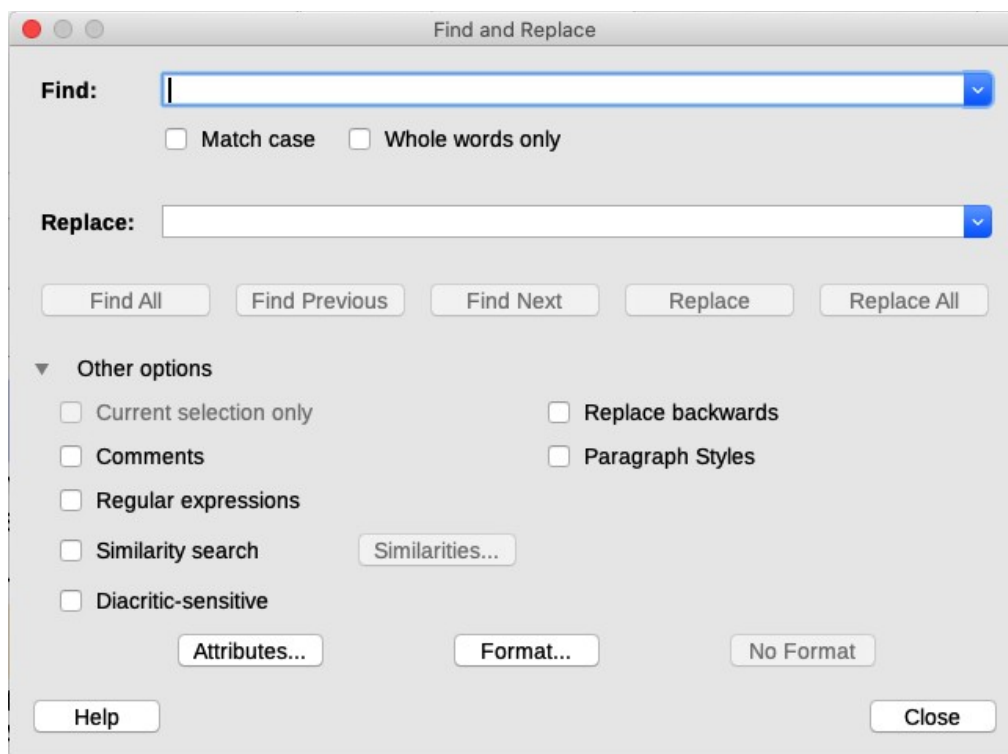 Find and Replace
Find:
Match case Whole words only
Replace:
Find All Find Previous Find Next Replace Replace All
Other options
Current selection only Replace backwards
Comments Paragraph Styles
Regular expressions
Similarity search Similarities...
Diacritic-sensitive
Attributes... Format... No Format
Help Close